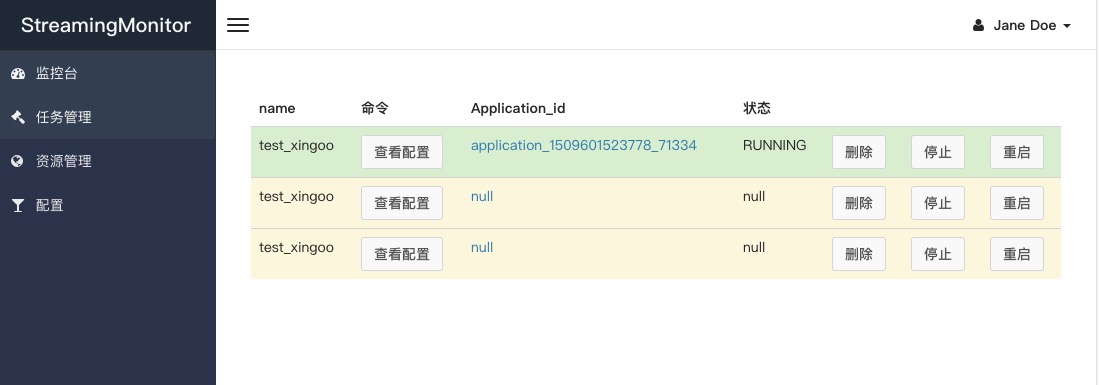 StreamingMonitor
Jane Doe
监控台
任务管理
资源管理
配置
name 命令 Application_id 状态
test_xingoo 查看配置 application_1509601523778_71334 RUNNING 删除 停止 重启
test_xingoo 查看配置 null null 删除 停止 重启
test_xingoo 查看配置 null null 删除 停止 重启